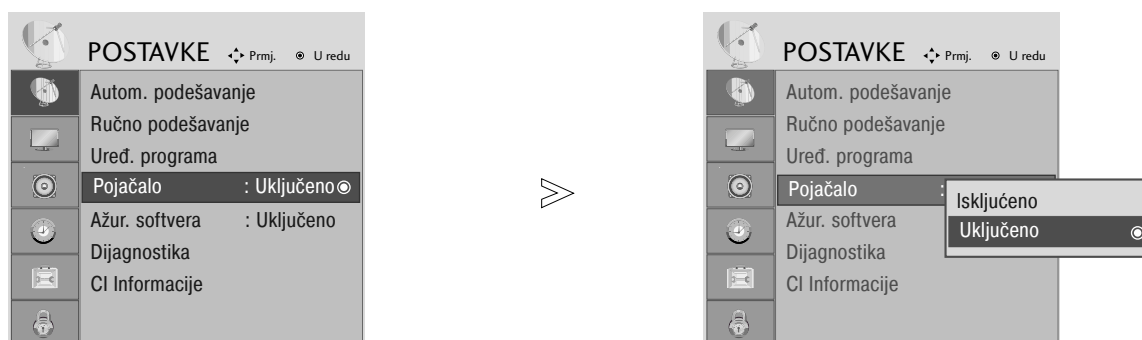 POSTAVKE Prmj. U redu
Autom. podešavanje
Ručno podešavanje
Uređ. programa
Pojačalo : Uključeno
Ažur. softvera : Uključeno
Dijagnostika
CI Informacije
POSTAVKE Prmj. U redu
Autom. podešavanje
Ručno podešavanje
Uređ. programa
Pojačalo :
Ažur. softvera
Dijagnostika
CI Informacije
Isključeno
Uključeno